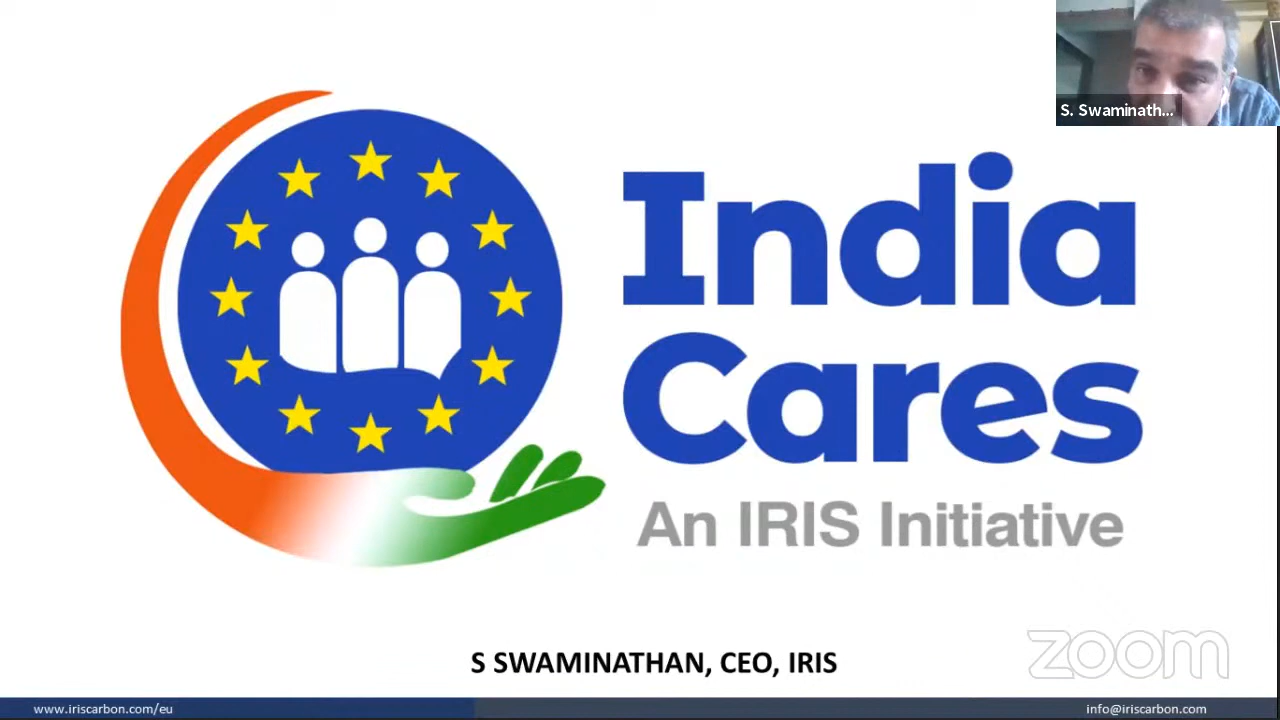 S. Swaminath...
India
Cares
An IRIS Initiative
S SWAMINATHAN, CEO, IRIS
zoom
www.iriscarbon.com/eu
info@iriscarbon.com